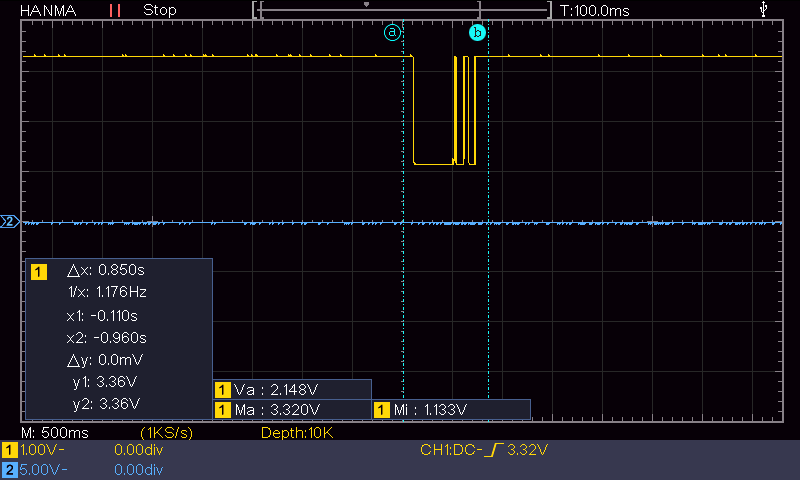 HANMA Stop T:100.0ms
a b
2
1 △x: 0.850s
1/x: 1.176Hz
x1: -0.110s
x2: -0.960s
△y: 0.0mV
y1: 3.36V
y2: 3.36V
1 Va : 2.148V
1 Ma : 3.320V 1 Mi : 1.133V
M: 500ms (1KS/s) Depth:10K
1 1.00V- 0.00div CH1:DC- 3.32V
2 5.00V- 0.00div